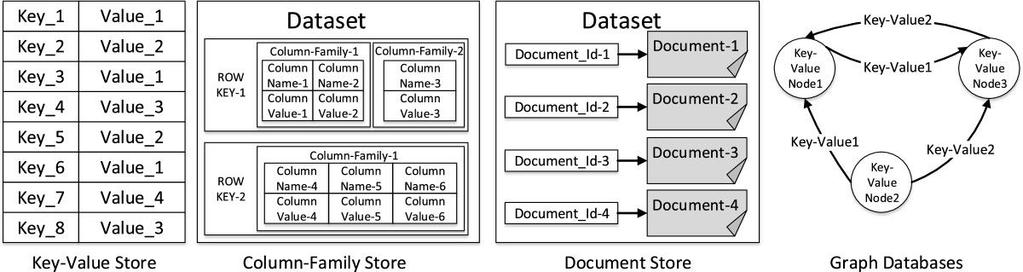 Key_1 Value_1
Key_2 Value_2
Key_3 Value_1
Key_4 Value_3
Key_5 Value_2
Key_6 Value_1
Key_7 Value_4
Key_8 Value_3
Key-Value Store
Dataset
Column-Family-1 Column-Family-2
ROW
KEY-1
Column Column Column
Name-1 Name-2 Name-3
Column Column Column
Value-1 Value-2 Value-3
Column-Family-1
ROW
KEY-2
Column Column Column
Name-4 Name-5 Name-6
Column Column Column
Value-4 Value-5 Value-6
Column-Family Store
Dataset
Document_Id-1 Document-1
Document_Id-2 Document-2
Document_Id-3 Document-3
Document_Id-4 Document-4
Document Store
Key-Value2
Key-
Value
Node1
Key-Value1
Key-
Value
Node3
Key-Value1
Key-Value2
Key-
Value
Node2
Graph Databases